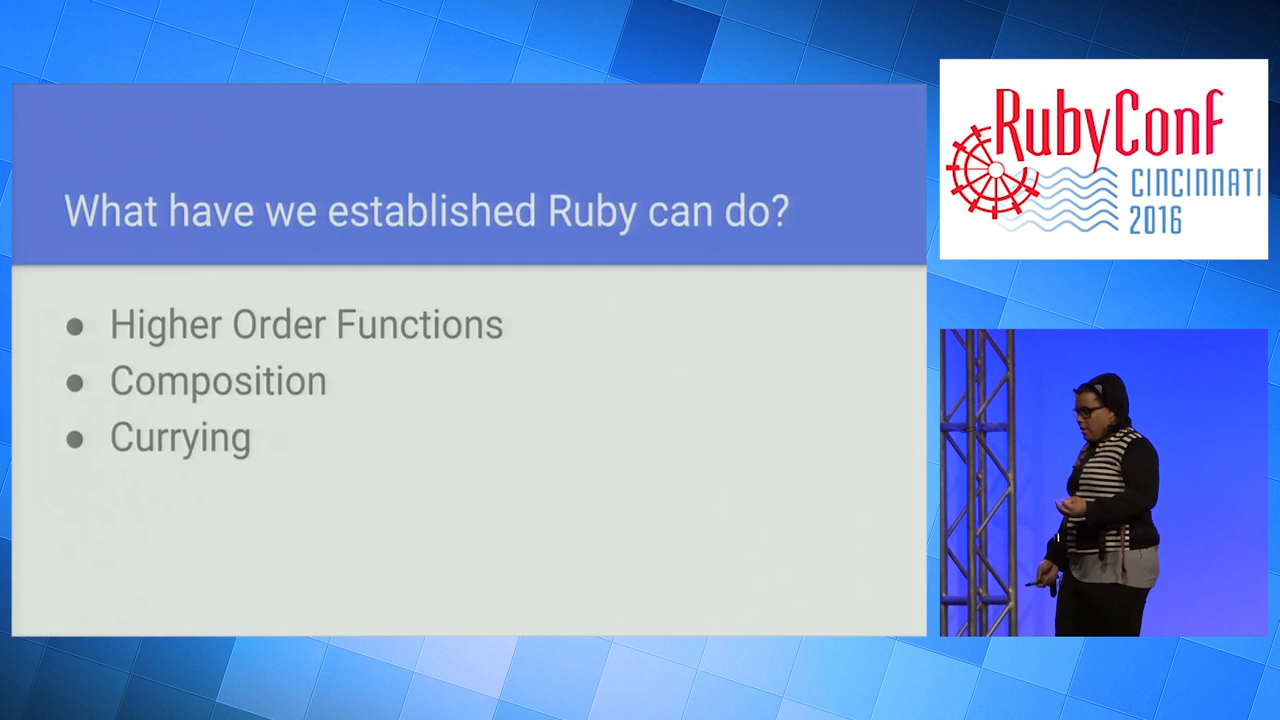 What have we established Ruby can do?
● Higher Order Functions
● Composition
● Currying
RubyConf
CINCINNATI
2016